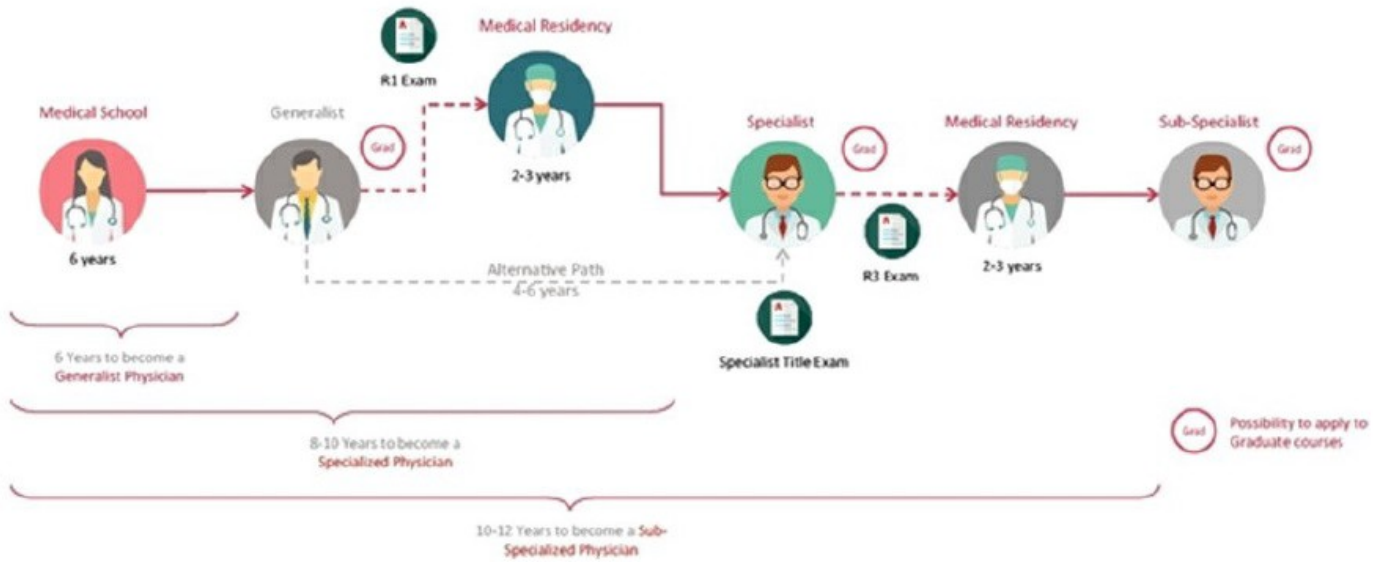 Medical Residency
R1 Exam
Medical School
Generalist
Grad
2-3 years
Specialist
Grad
Medical Residency
Sub-Specialist
Grad
6 years
Alternative Path
4-6 years
R3 Exam
2-3 years
Specialist Title Exam
6 Years to become a
Generalist Physician
8-10 Years to become a
Specialized Physician
Grad
Possibility to apply to
Graduate courses
10-12 Years to become a Sub-
Specialized Physician